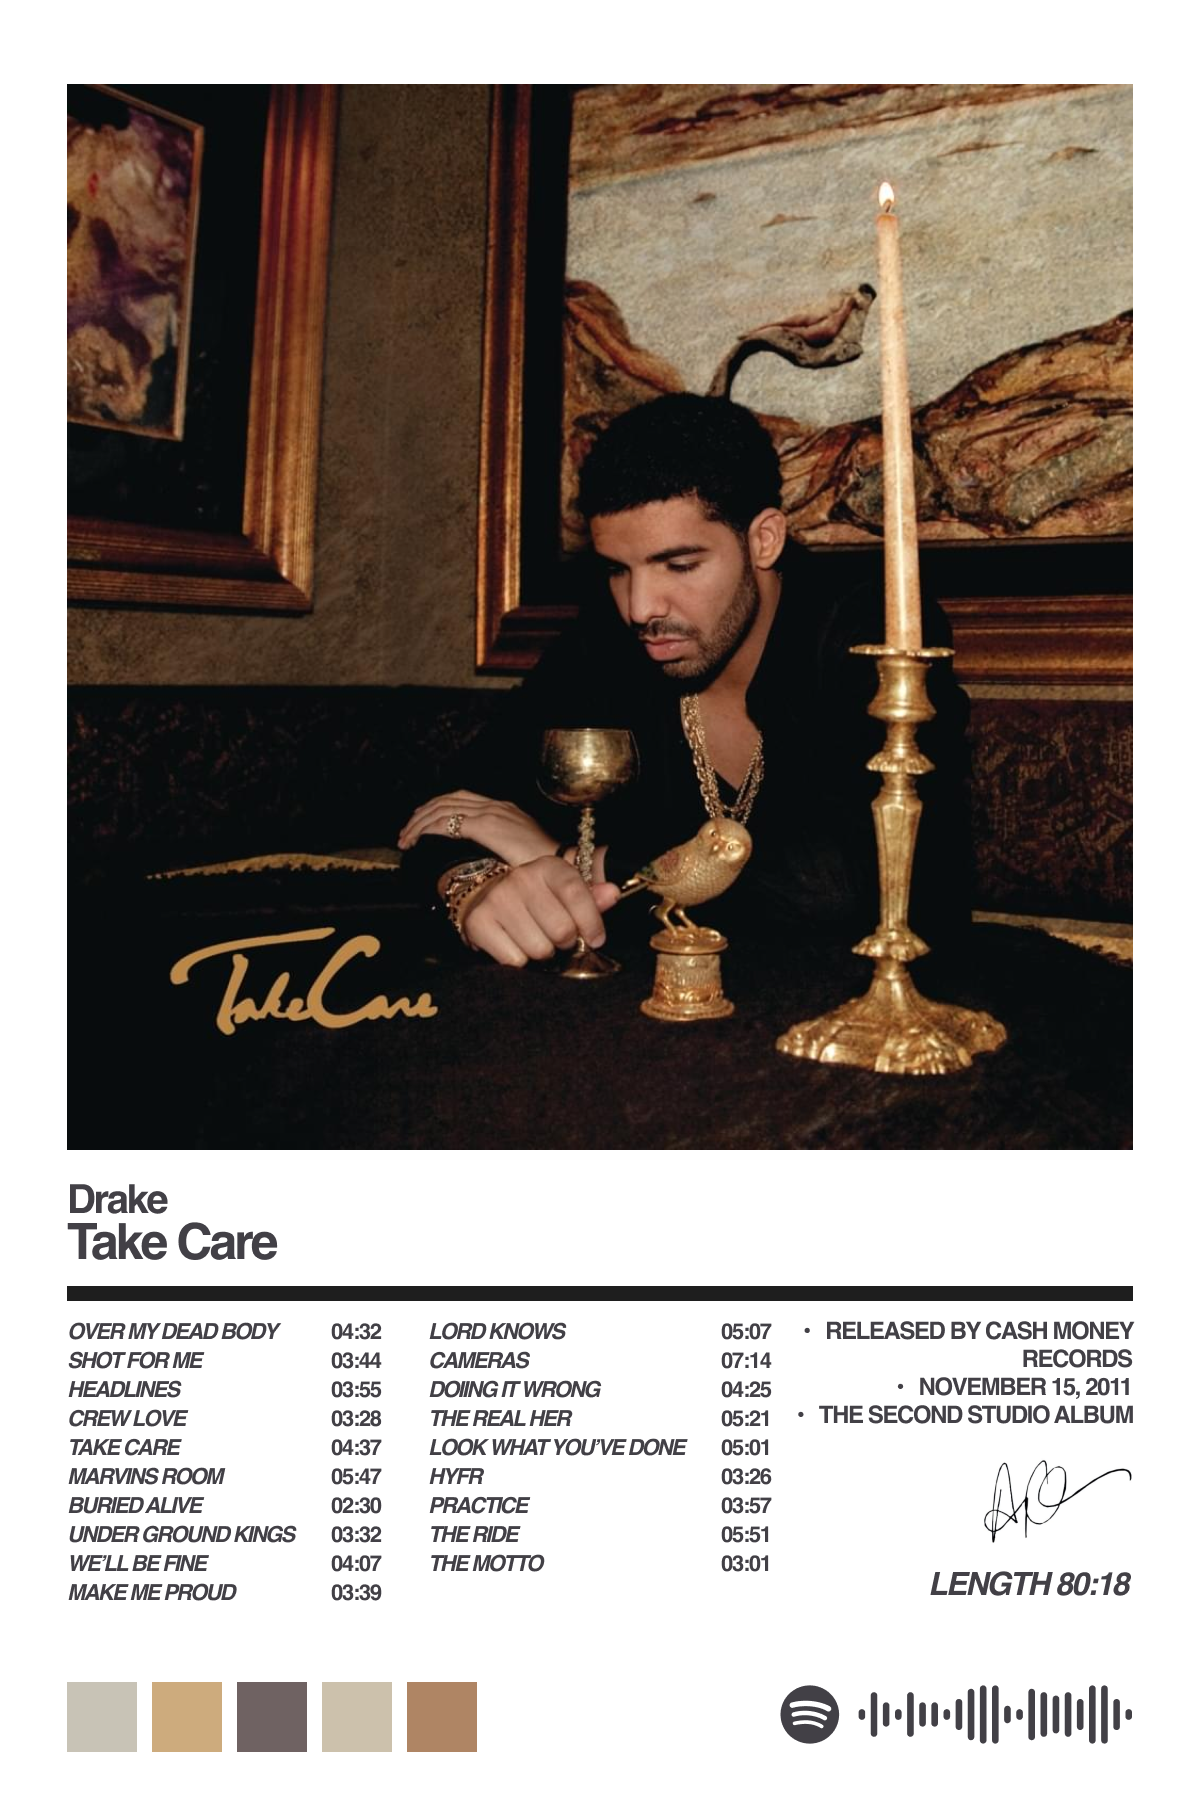 Take Care
Drake
Take Care
OVER MY DEAD BODY 04:32
SHOT FOR ME 03:44
HEADLINES 03:55
CREW LOVE 03:28
TAKE CARE 04:37
MARVINS ROOM 05:47
BURIED ALIVE 02:30
UNDER GROUND KINGS 03:32
WE'LL BE FINE 04:07
MAKE ME PROUD 03:39
LORD KNOWS 05:07
CAMERAS 07:14
DOIING IT WRONG 04:25
THE REAL HER 05:21
LOOK WHAT YOU'VE DONE 05:01
HYFR 03:26
PRACTICE 03:57
THE RIDE 05:51
THE MOTTO 03:01
• RELEASED BY CASH MONEY
RECORDS
• NOVEMBER 15, 2011
• THE SECOND STUDIO ALBUM
LENGTH 80:18